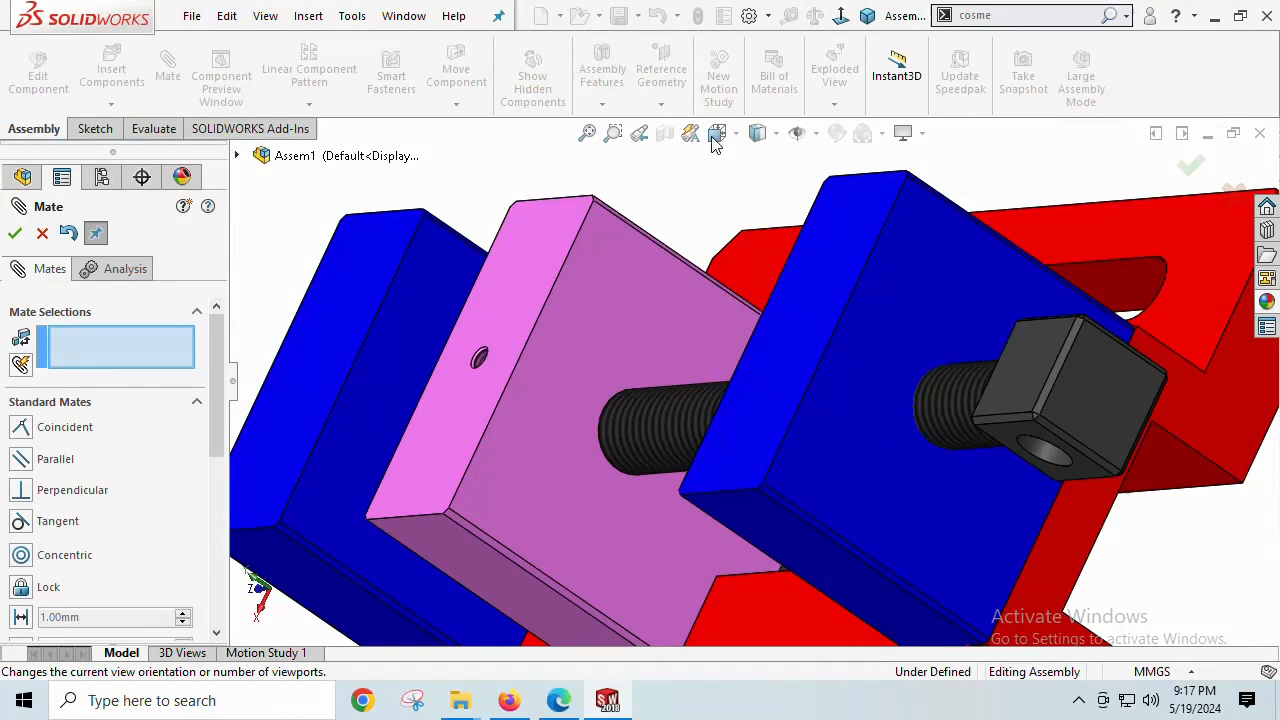 SOLIDWORKS File Edit View Insert Tools Window Help Assem... cosme
Edit Component
Insert Components
Mate
Component Preview Window
Linear Component Pattern
Smart Fasteners
Move Component
Show Hidden Components
Assembly Features
Reference Geometry
New Motion Study
Bill of Materials
Exploded View
Instant3D
Update Speedpak
Take Snapshot
Large Assembly Mode
Assembly Sketch Evaluate SOLIDWORKS Add-Ins
Assem1 (Default<Display...
Mate
Mates Analysis
Mate Selections
Standard Mates
Coincident
Parallel
Perpendicular
Tangent
Concentric
Lock
1.00mm
Z
X
Activate Windows
Go to Settings to activate Windows.
Model 3D Views Motion Study 1
Changes the current view orientation or number of viewports. Under Defined Editing Assembly MMGS
Type here to search
SW
2018
9:17 PM
5/19/2024